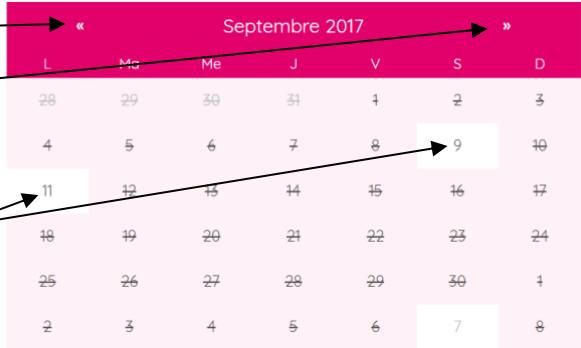 « Septembre 2017 »
L Ma Me J V S D
28 29 30 31 1 2 3
4 5 6 7 8 9 10
11 12 13 14 15 16 17
18 19 20 21 22 23 24
25 26 27 28 29 30 1
2 3 4 5 6 7 8